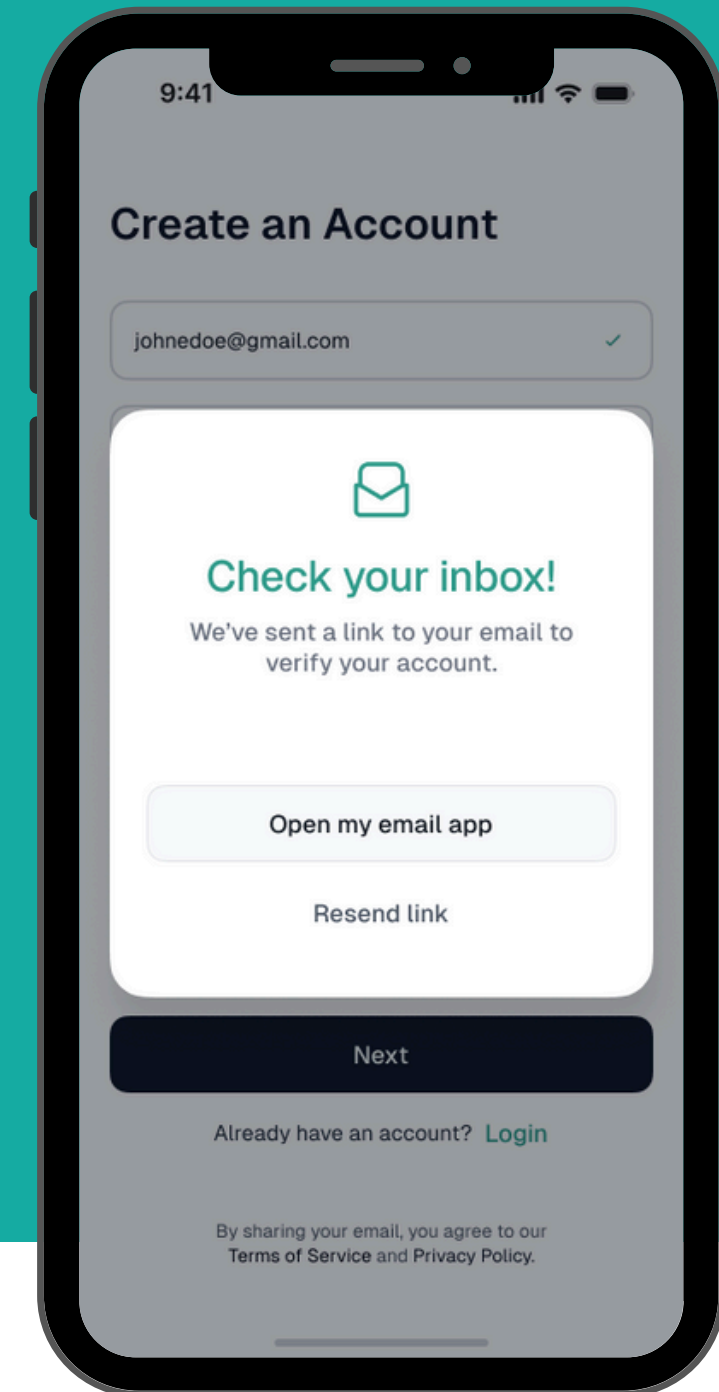 9:41
Create an Account
johnedoe@gmail.com
Check your inbox!
We’ve sent a link to your email to
verify your account.
Open my email app
Resend link
Next
Already have an account? Login
By sharing your email, you agree to our
Terms of Service and Privacy Policy.